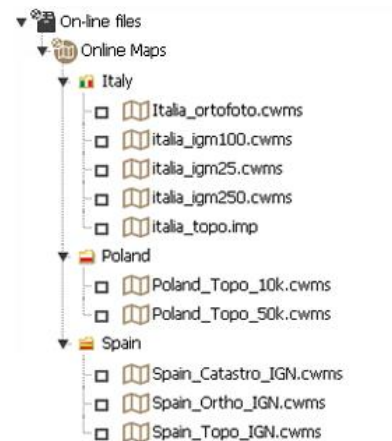 On-line files
Online Maps
Italy
Italia_ortofoto.cwms
italia_igm100.cwms
italia_igm25.cwms
italia_igm250.cwms
italia_topo.imp
Poland
Poland_Topo_10k.cwms
Poland_Topo_50k.cwms
Spain
Spain_Catastro_IGN.cwms
Spain_Ortho_IGN.cwms
Spain_Topo_IGN.cwms